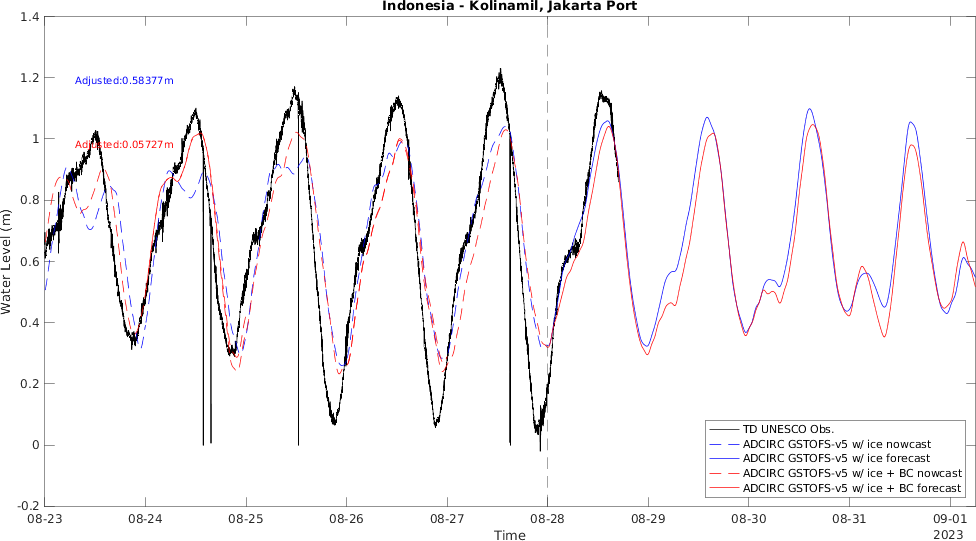 Indonesia - Kolinamil, Jakarta Port
1.4
1.2
1
0.8
0.6
0.4
0.2
0
-0.2
Water Level (m)
Adjusted:0.58377m
Adjusted:0.05727m
TD UNESCO Obs.
ADCIRC GSTOFS-v5 w/ ice nowcast
ADCIRC GSTOFS-v5 w/ ice forecast
ADCIRC GSTOFS-v5 w/ ice + BC nowcast
ADCIRC GSTOFS-v5 w/ ice + BC forecast
08-23 08-24 08-25 08-26 08-27 08-28 08-29 08-30 08-31 09-01
Time
2023